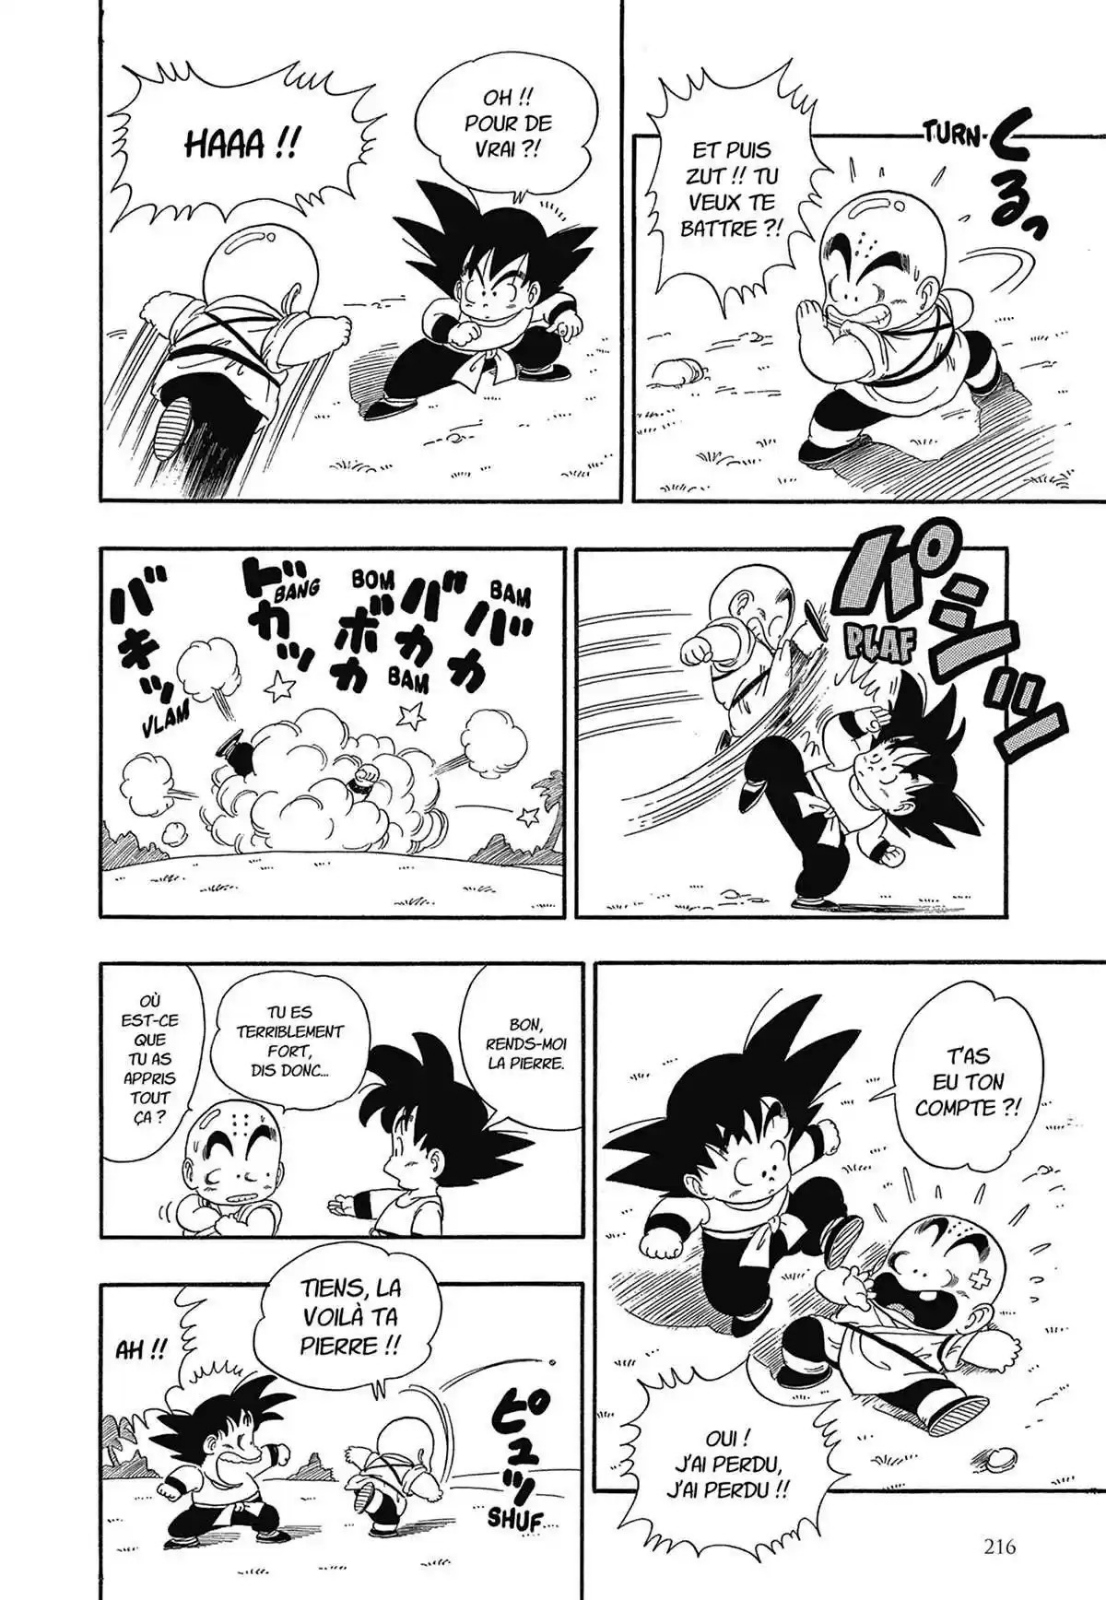 TURN
くるっ
ET PUIS
ZUT !! TU
VEUX TE
BATTRE ?!
OH !!
POUR DE
VRAI ?!
HAAA !!
パシッ
PLAF
バババ
BAM
ババカカ
BAM
BOM
ボカ
ドカッ
BANG
バキッ
VLAM
T'AS
EU TON
COMPTE ?!
OUI !
J'AI PERDU,
J'AI PERDU !!
BON,
RENDS-MOI
LA PIERRE.
TU ES
TERRIBLEMENT
FORT,
DIS DONC...
OÙ
EST-CE
QUE
TU AS
APPRIS
TOUT
ÇA ?
TIENS, LA
VOILÀ TA
PIERRE !!
ピュッ
SHUF
AH !!
216